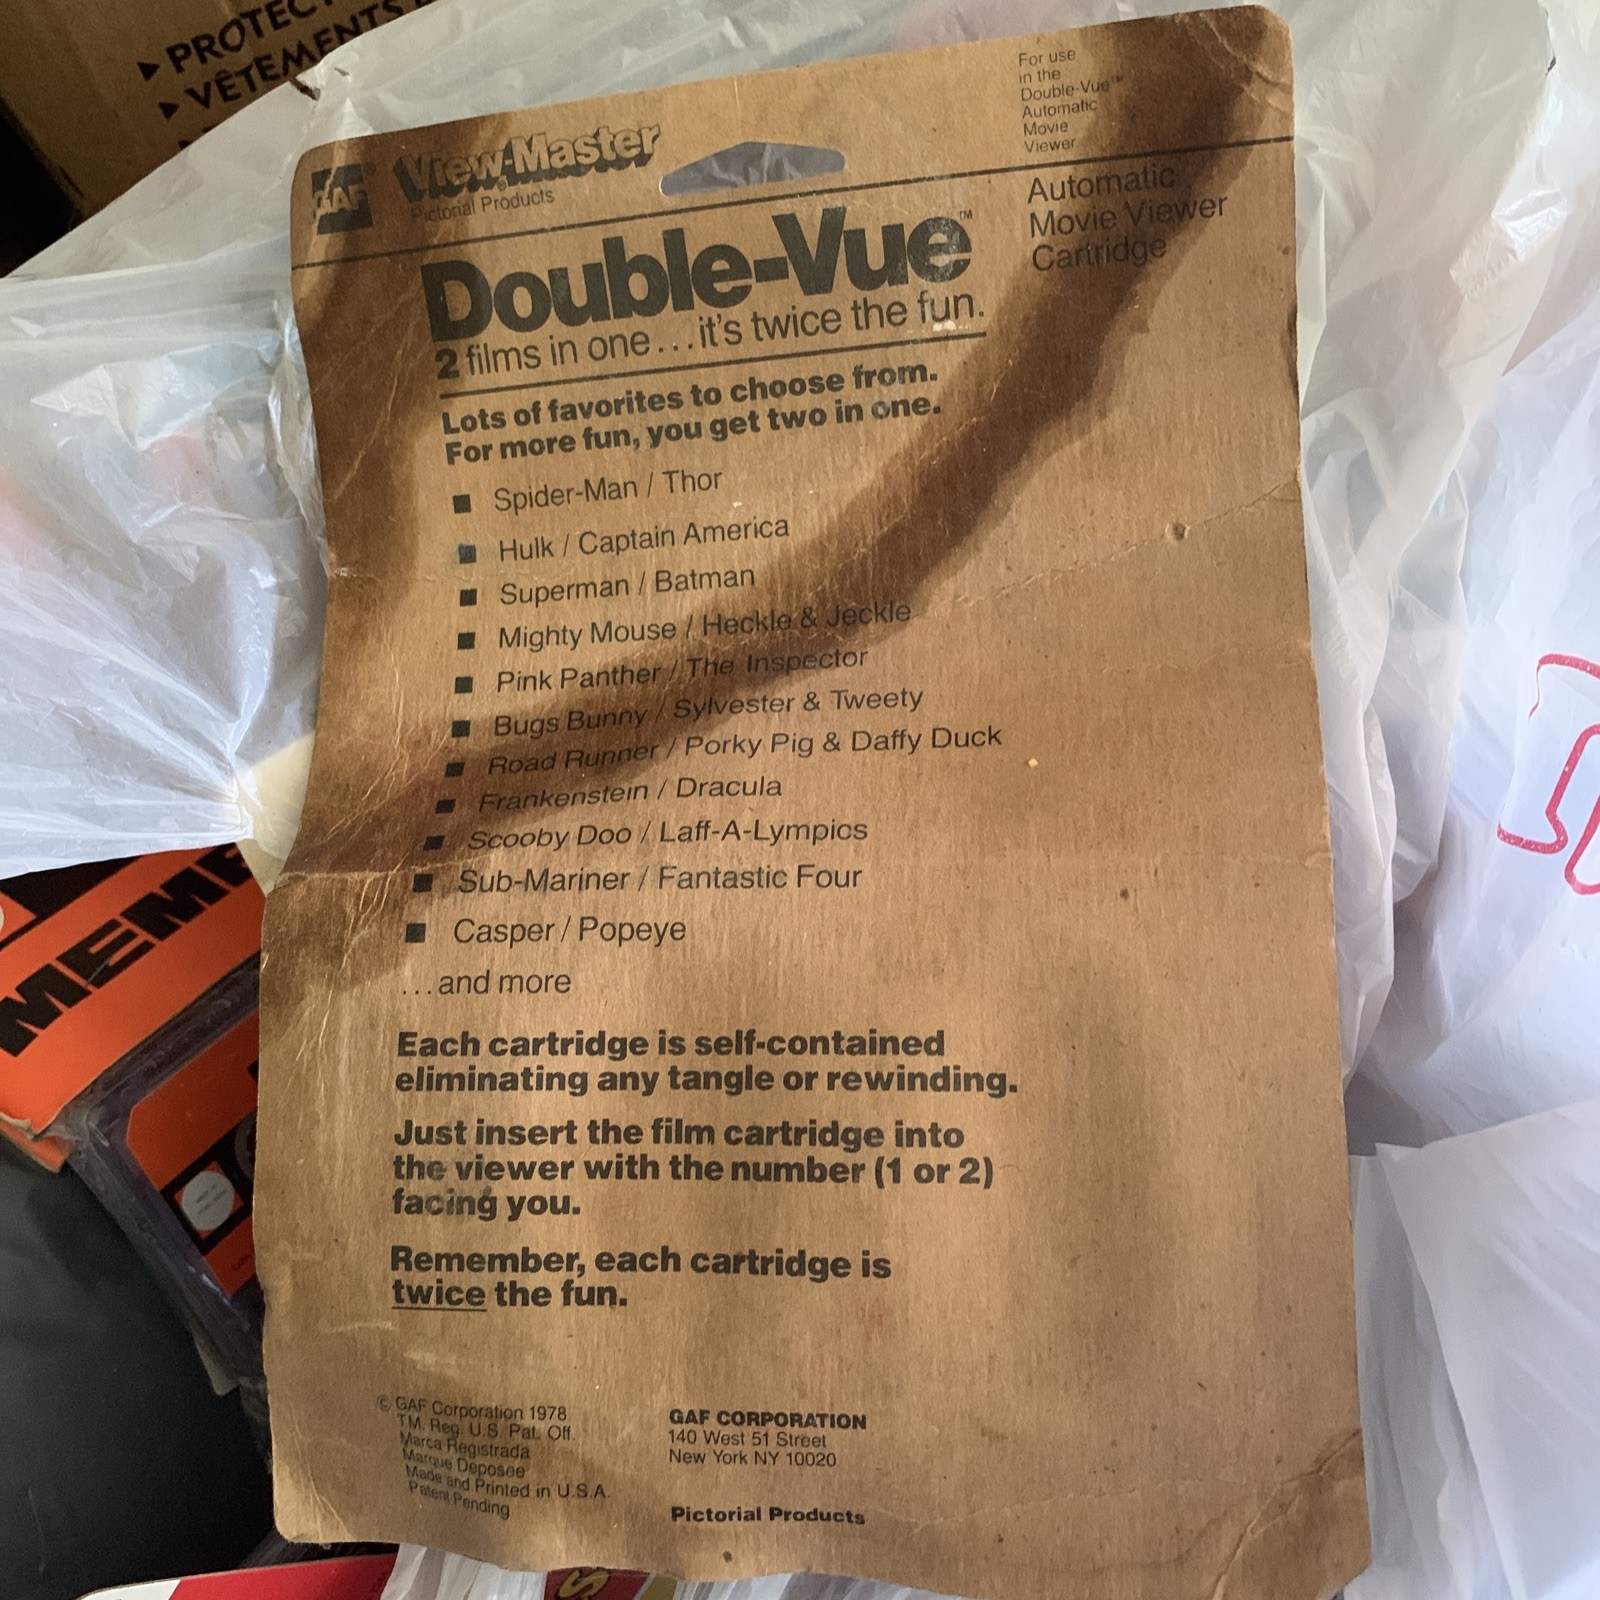 ▸ PROTEC
▸ VÊTEMENTS
GAF®
View-Master®
Pictorial Products
For use
in the
Double-Vue™
Automatic
Movie
Viewer
Double-Vue™
2 films in one...it's twice the fun.
Automatic
Movie Viewer
Cartridge
Lots of favorites to choose from.
For more fun, you get two in one.
■ Spider-Man / Thor
■ Hulk / Captain America
■ Superman / Batman
■ Mighty Mouse / Heckle & Jeckle
■ Pink Panther / The Inspector
■ Bugs Bunny / Sylvester & Tweety
■ Road Runner / Porky Pig & Daffy Duck
■ Frankenstein / Dracula
■ Scooby Doo / Laff-A-Lympics
■ Sub-Mariner / Fantastic Four
■ Casper / Popeye
...and more
Each cartridge is self-contained
eliminating any tangle or rewinding.
Just insert the film cartridge into
the viewer with the number (1 or 2)
facing you.
Remember, each cartridge is
twice the fun.
© GAF Corporation 1978
TM. Reg. U.S. Pat. Off.
Marca Registrada
Marque Deposee
Made and Printed in U.S.A.
Patent Pending
GAF CORPORATION
140 West 51 Street
New York NY 10020
Pictorial Products
MEME